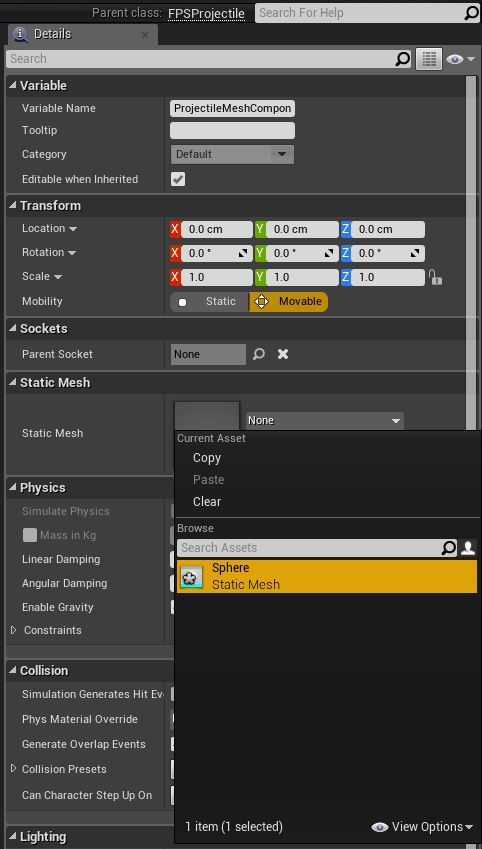 Parent class: FPSProjectile Search For Help
Details
Search
Variable
Variable Name ProjectileMeshCompon
Tooltip
Category Default
Editable when Inherited
Transform
Location X 0.0 cm Y 0.0 cm Z 0.0 cm
Rotation X 0.0 ° Y 0.0 ° Z 0.0 °
Scale X 1.0 Y 1.0 Z 1.0
Mobility Static Movable
Sockets
Parent Socket None
Static Mesh
Static Mesh None
Current Asset
Copy
Paste
Clear
Browse
Search Assets
Sphere
Static Mesh
1 item (1 selected) View Options
Physics
Simulate Physics
Mass in Kg
Linear Damping
Angular Damping
Enable Gravity
Constraints
Collision
Simulation Generates Hit Ev
Phys Material Override
Generate Overlap Events
Collision Presets
Can Character Step Up On
Lighting